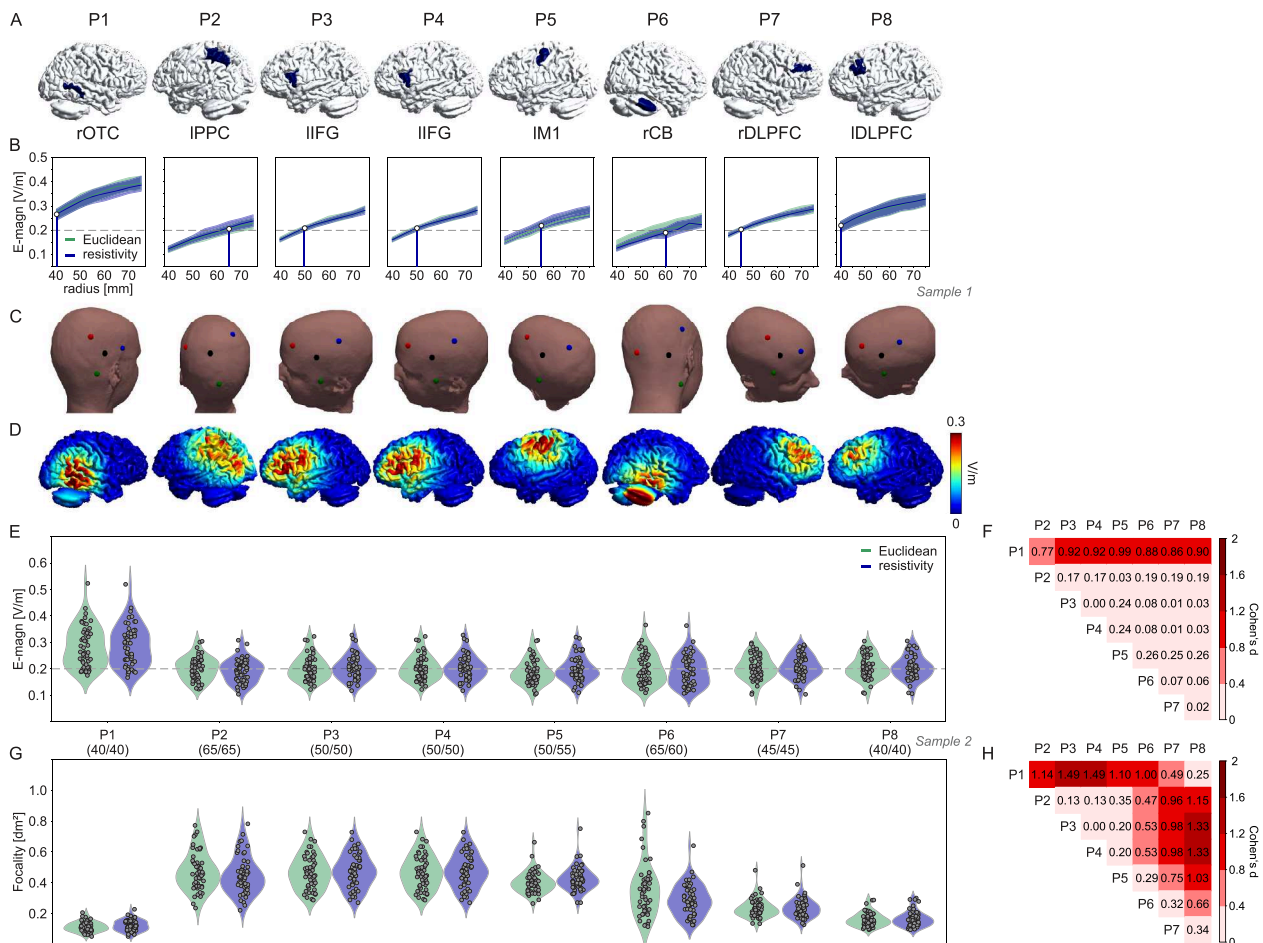 A P1 P2 P3 P4 P5 P6 P7 P8
rOTC lPPC lIFG lIFG lM1 rCB rDLPFC lDLPFC
B
E-magn [V/m]
0.5
0.4
0.3
0.2
0.1
Euclidean
resistivity
40 50 60 70 40 50 60 70 40 50 60 70 40 50 60 70 40 50 60 70 40 50 60 70 40 50 60 70 40 50 60 70
radius [mm]
Sample 1
C
D
0.3
V/m
0
E
E-magn [V/m]
0.6
0.5
0.4
0.3
0.2
0.1
Euclidean
resistivity
P1 P2 P3 P4 P5 P6 P7 P8
(40/40) (65/65) (50/50) (50/50) (50/55) (65/60) (45/45) (40/40)
Sample 2
F
P2 P3 P4 P5 P6 P7 P8
P1 0.77 0.92 0.92 0.99 0.88 0.86 0.90
P2 0.17 0.17 0.03 0.19 0.19 0.19
P3 0.00 0.24 0.08 0.01 0.03
P4 0.24 0.08 0.01 0.03
P5 0.26 0.25 0.26
P6 0.07 0.06
P7 0.02
2
1.6
1.2
0.8
0.4
0
Cohen's d
G
Focality [dm²]
1.0
0.8
0.6
0.4
0.2
H
P2 P3 P4 P5 P6 P7 P8
P1 1.14 1.49 1.49 1.10 1.00 0.49 0.25
P2 0.13 0.13 0.35 0.47 0.96 1.15
P3 0.00 0.20 0.53 0.98 1.33
P4 0.20 0.53 0.98 1.33
P5 0.29 0.75 1.03
P6 0.32 0.66
P7 0.34
2
1.6
1.2
0.8
0.4
0
Cohen's d